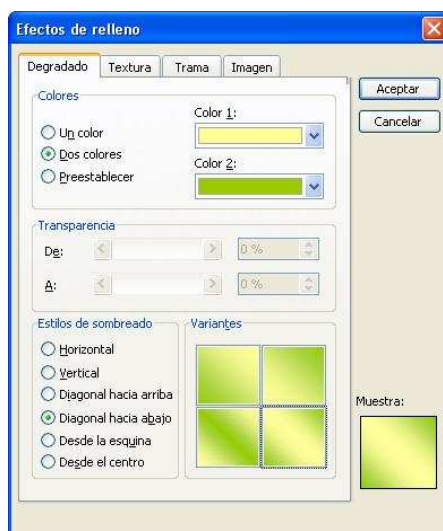 Efectos de relleno
Degradado Textura Trama Imagen
Aceptar
Cancelar
Colores
Un color
Dos colores
Preestablecer
Color 1:
Color 2:
Transparencia
De: 0 %
A: 0 %
Estilos de sombreado
Horizontal
Vertical
Diagonal hacia arriba
Diagonal hacia abajo
Desde la esquina
Desde el centro
Variantes
Muestra: